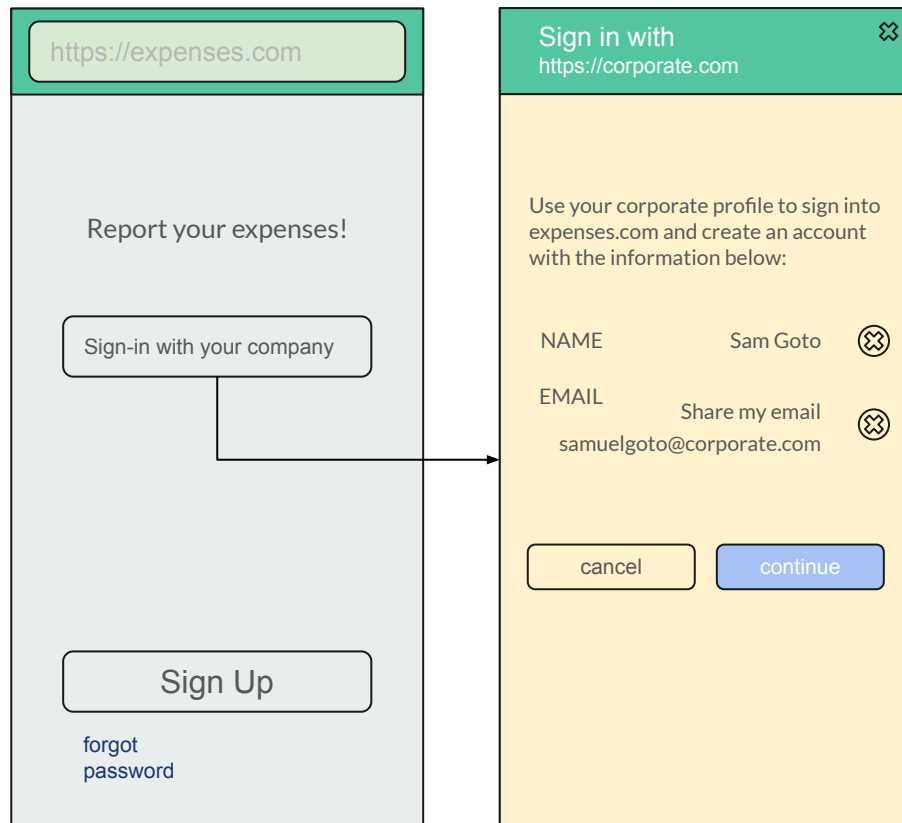 https://expenses.com
Report your expenses!
Sign-in with your company
Sign Up
forgot
password
Sign in with
https://corporate.com
Use your corporate profile to sign into
expenses.com and create an account
with the information below:
NAME Sam Goto
EMAIL
Share my email
samuelgoto@corporate.com
cancel continue